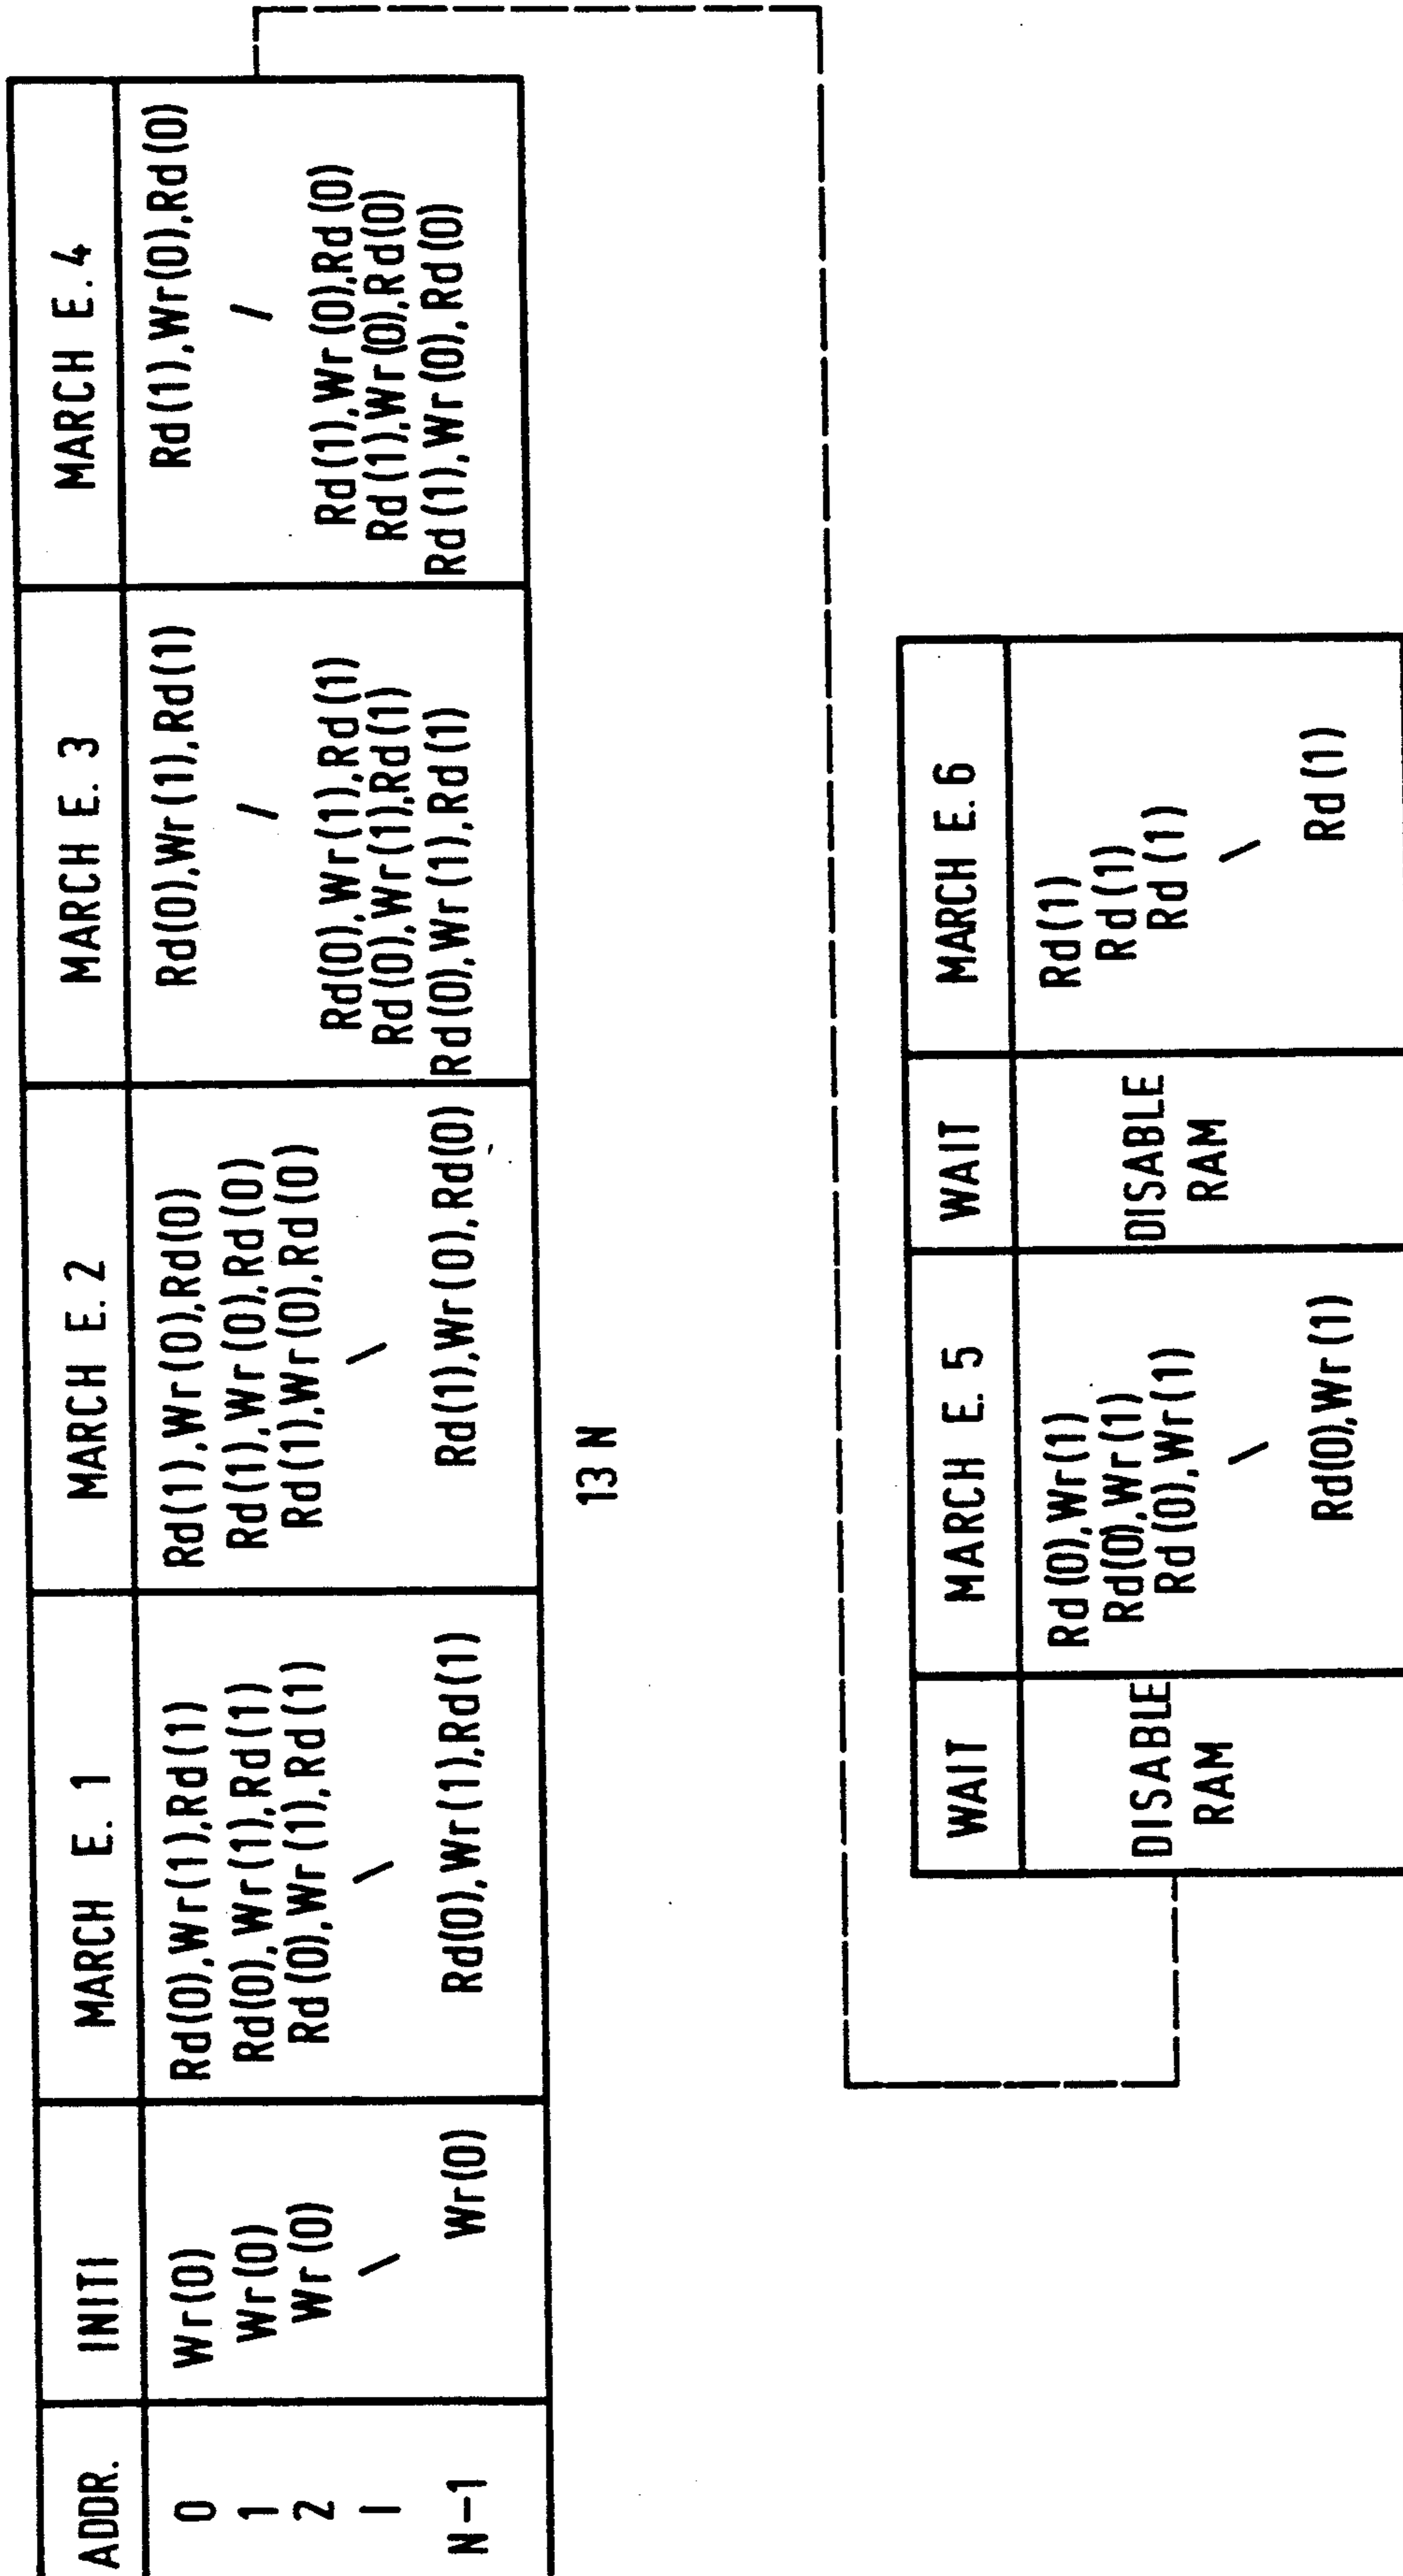 ADDR. INITI MARCH E. 1 MARCH E. 2 MARCH E. 3 MARCH E. 4
0 Wr(0) Rd(0),Wr(1),Rd(1) Rd(1),Wr(0),Rd(0) Rd(0),Wr(1),Rd(1) Rd(1),Wr(0),Rd(0)
1 Wr(0) Rd(0),Wr(1),Rd(1) Rd(1),Wr(0),Rd(0)
2 Wr(0) Rd(0),Wr(1),Rd(1) Rd(1),Wr(0),Rd(0) Rd(0),Wr(1),Rd(1) Rd(1),Wr(0),Rd(0)
Rd(0),Wr(1),Rd(1) Rd(1),Wr(0),Rd(0)
N-1 Wr(0) Rd(0),Wr(1),Rd(1) Rd(1),Wr(0),Rd(0) Rd(0),Wr(1),Rd(1) Rd(1),Wr(0),Rd(0)
13 N
WAIT MARCH E. 5 WAIT MARCH E. 6
Rd(0),Wr(1) Rd(1)
Rd(0),Wr(1) Rd(1)
DISABLE Rd(0),Wr(1) DISABLE Rd(1)
RAM RAM
Rd(0),Wr(1) Rd(1)